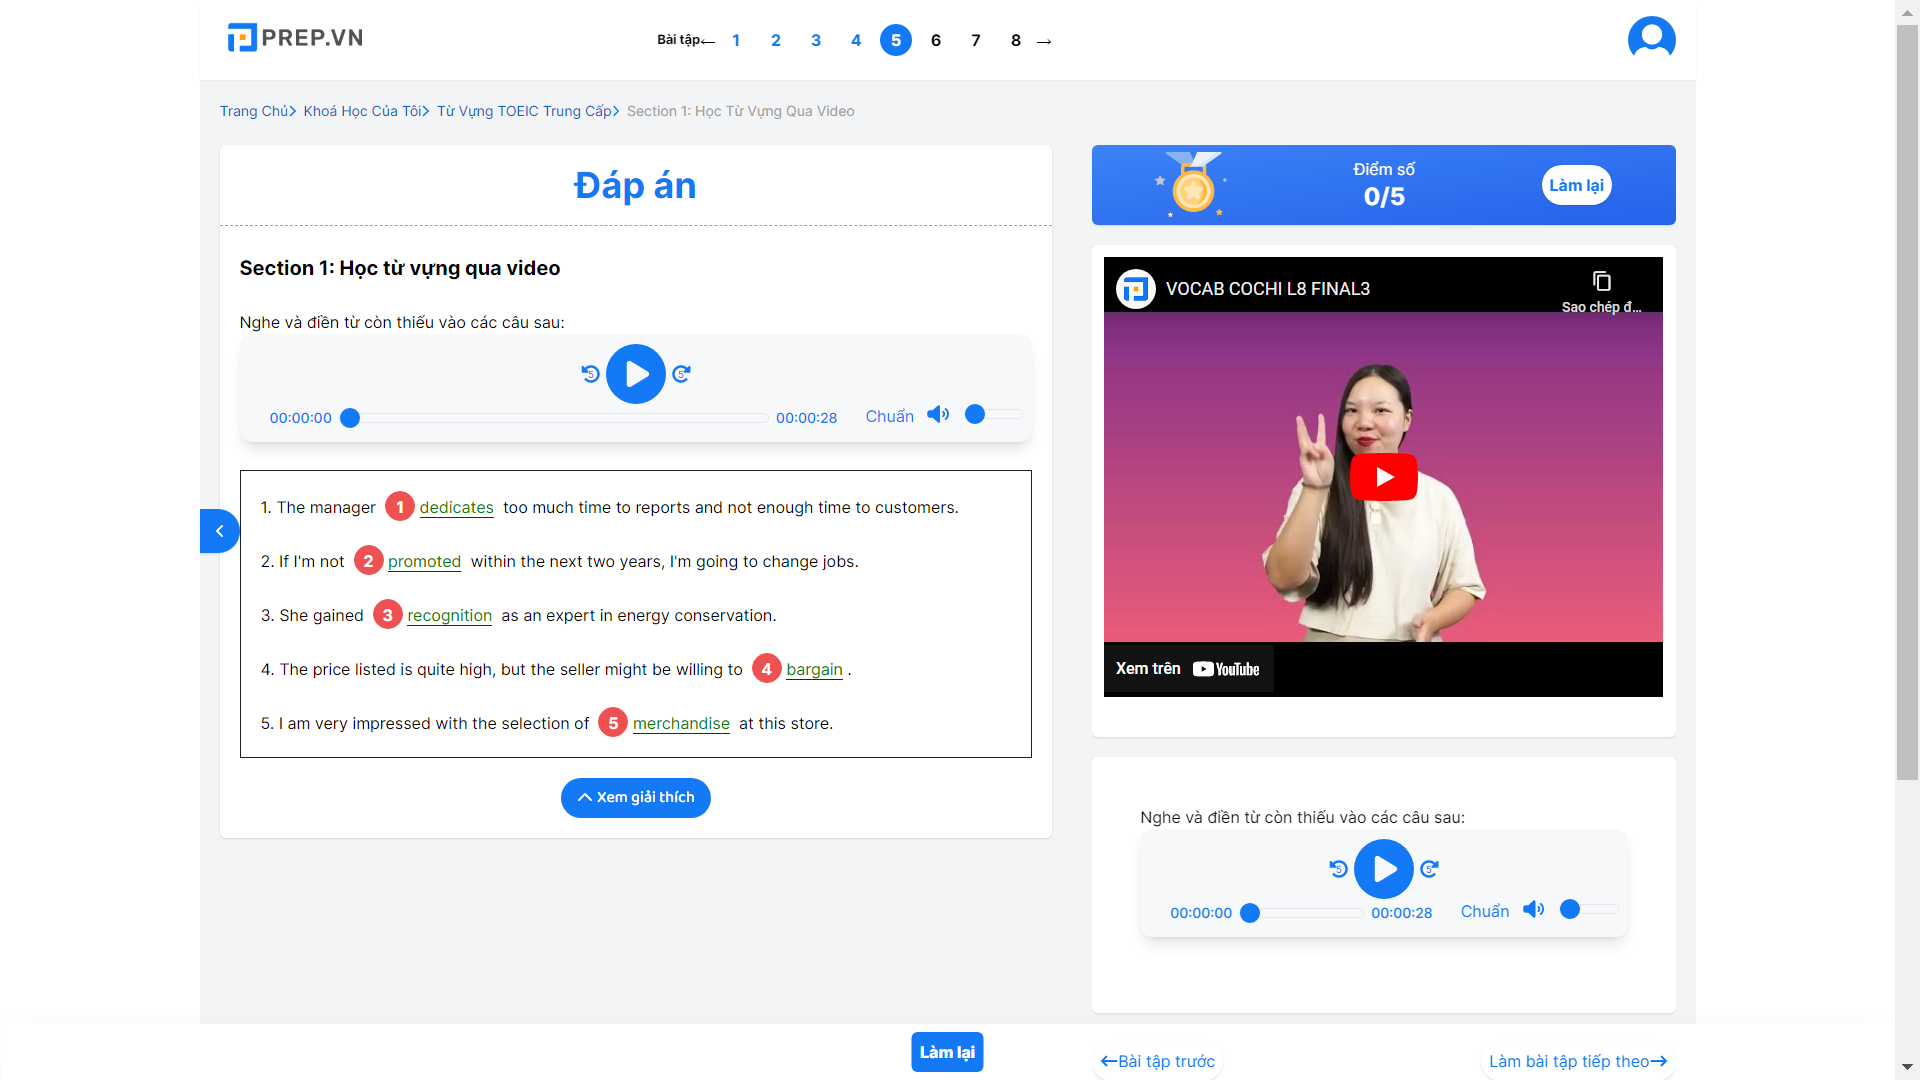 PREP.VN
Bài tập← 1 2 3 4 5 6 7 8 →
Trang Chủ> Khoá Học Của Tôi> Từ Vựng TOEIC Trung Cấp> Section 1: Học Từ Vựng Qua Video
Đáp án
Section 1: Học từ vựng qua video
Nghe và điền từ còn thiếu vào các câu sau:
5 5
00:00:00 00:00:28 Chuẩn
1. The manager 1 dedicates too much time to reports and not enough time to customers.
2. If I'm not 2 promoted within the next two years, I'm going to change jobs.
3. She gained 3 recognition as an expert in energy conservation.
4. The price listed is quite high, but the seller might be willing to 4 bargain .
5. I am very impressed with the selection of 5 merchandise at this store.
Xem giải thích
Điểm số
0/5
Làm lại
VOCAB COCHI L8 FINAL3
Sao chép đ...
Xem trên YouTube
Nghe và điền từ còn thiếu vào các câu sau:
5 5
00:00:00 00:00:28 Chuẩn
Làm lại
←Bài tập trước
Làm bài tập tiếp theo→